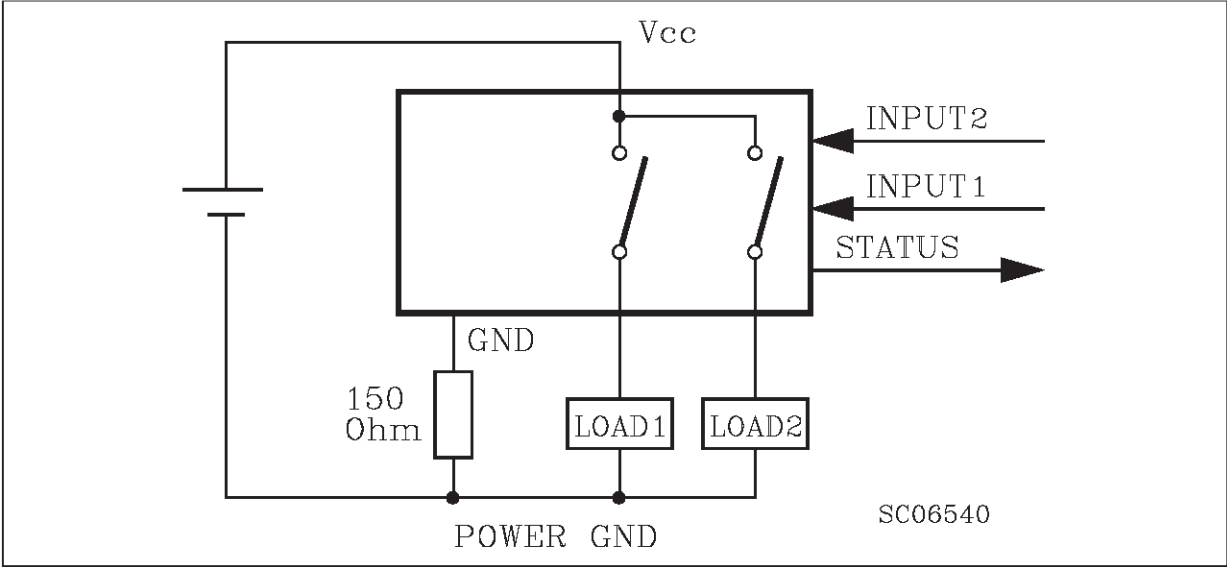 Vcc
INPUT2
INPUT1
STATUS
GND
150
Ohm
LOAD1
LOAD2
SC06540
POWER GND